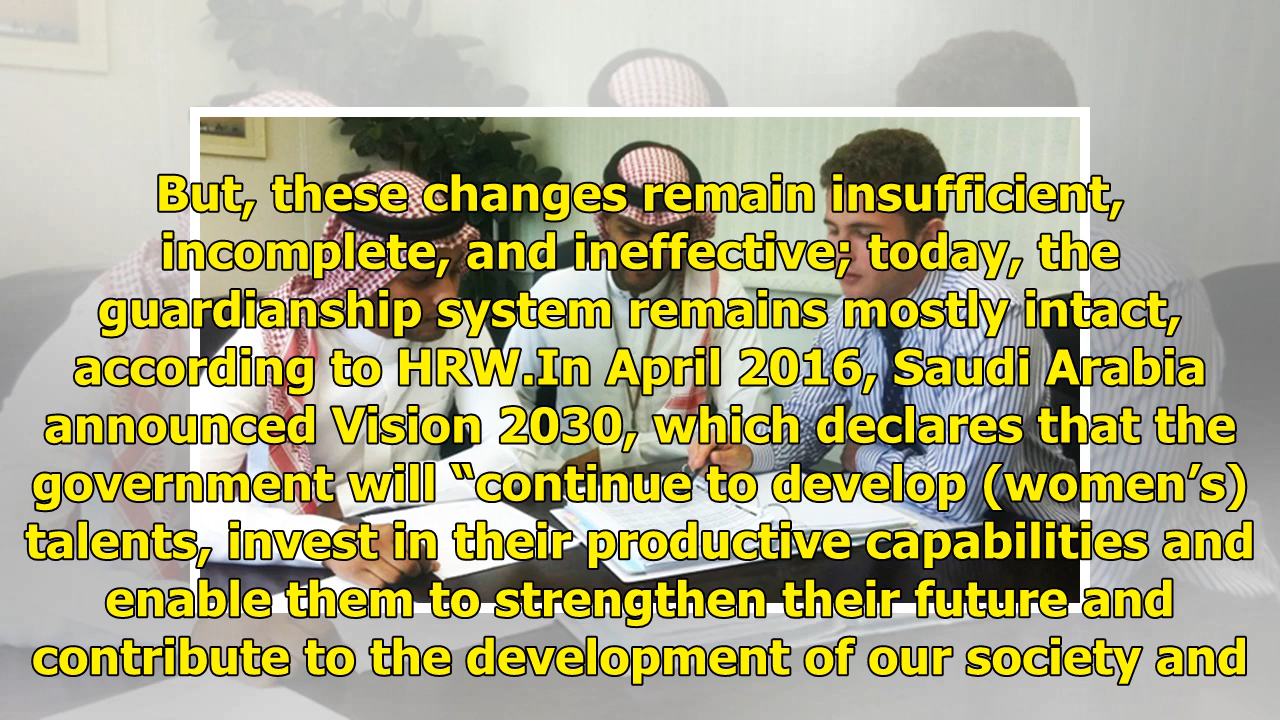 But, these changes remain insufficient,
incomplete, and ineffective; today, the
guardianship system remains mostly intact,
according to HRW.In April 2016, Saudi Arabia
announced Vision 2030, which declares that the
government will “continue to develop (women’s)
talents, invest in their productive capabilities and
enable them to strengthen their future and
contribute to the development of our society and